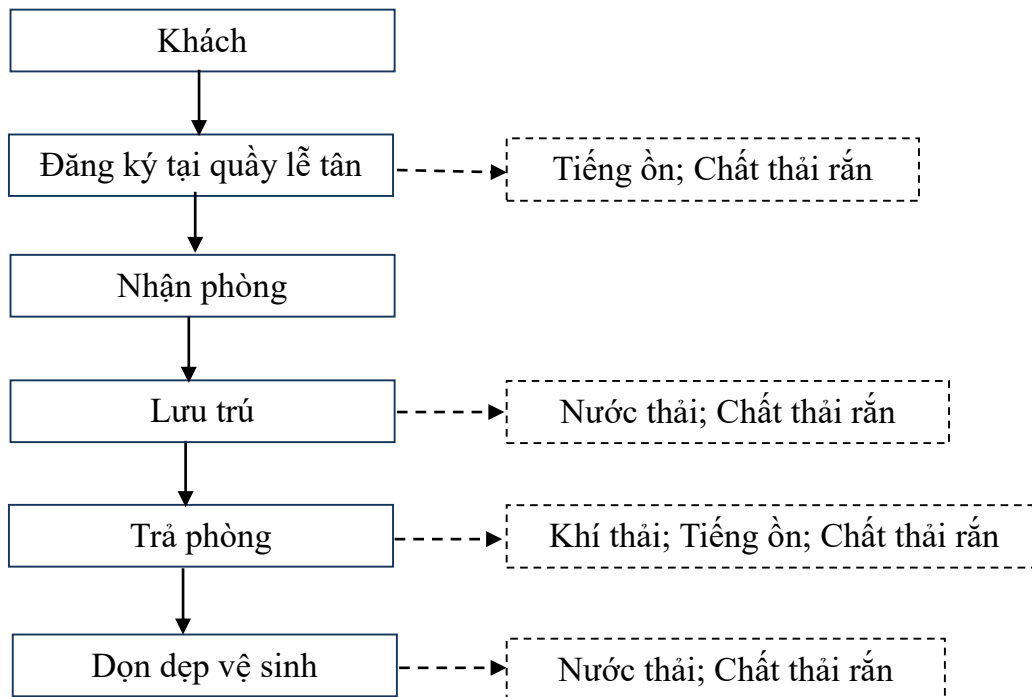 Khách
Đăng ký tại quầy lễ tân
Tiếng ồn; Chất thải rắn
Nhận phòng
Lưu trú
Nước thải; Chất thải rắn
Trả phòng
Khí thải; Tiếng ồn; Chất thải rắn
Dọn dẹp vệ sinh
Nước thải; Chất thải rắn